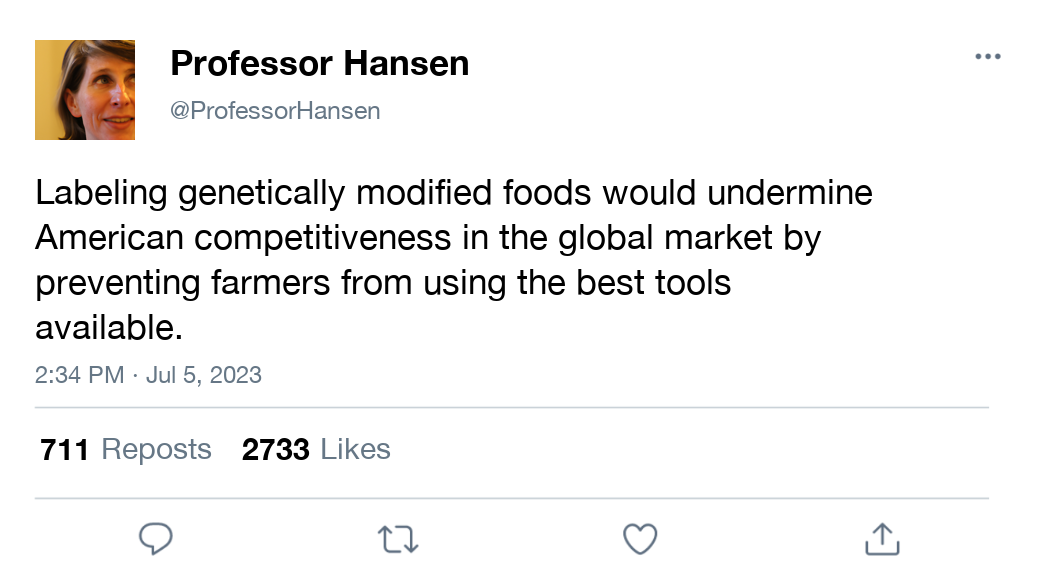 Professor Hansen
@ProfessorHansen
Labeling genetically modified foods would undermine
American competitiveness in the global market by
preventing farmers from using the best tools
available.
2:34 PM · Jul 5, 2023
711 Reposts 2733 Likes